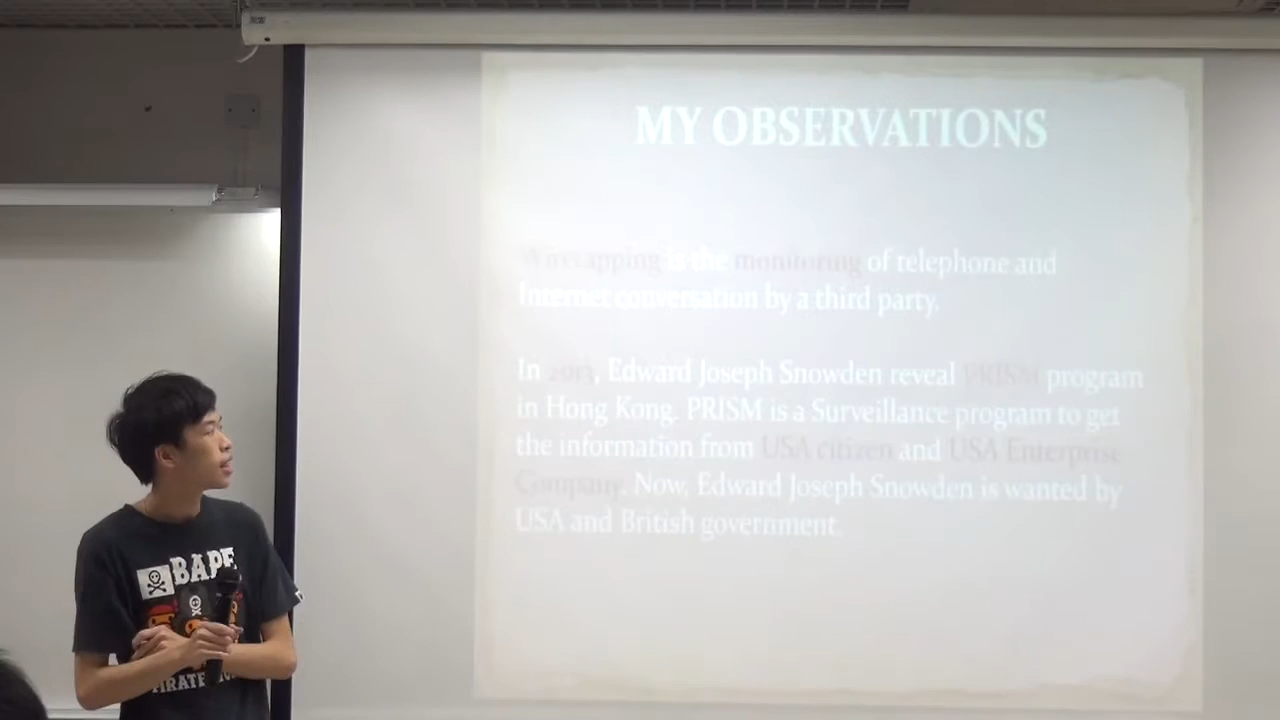 MY OBSERVATIONS
Wiretapping is the monitoring of telephone and
Internet conversation by a third party.
In 2013, Edward Joseph Snowden reveal PRISM program
in Hong Kong. PRISM is a Surveillance program to get
the information from USA citizen and USA Enterprise
Company. Now, Edward Joseph Snowden is wanted by
USA and British government.
BAPE
PIRATE